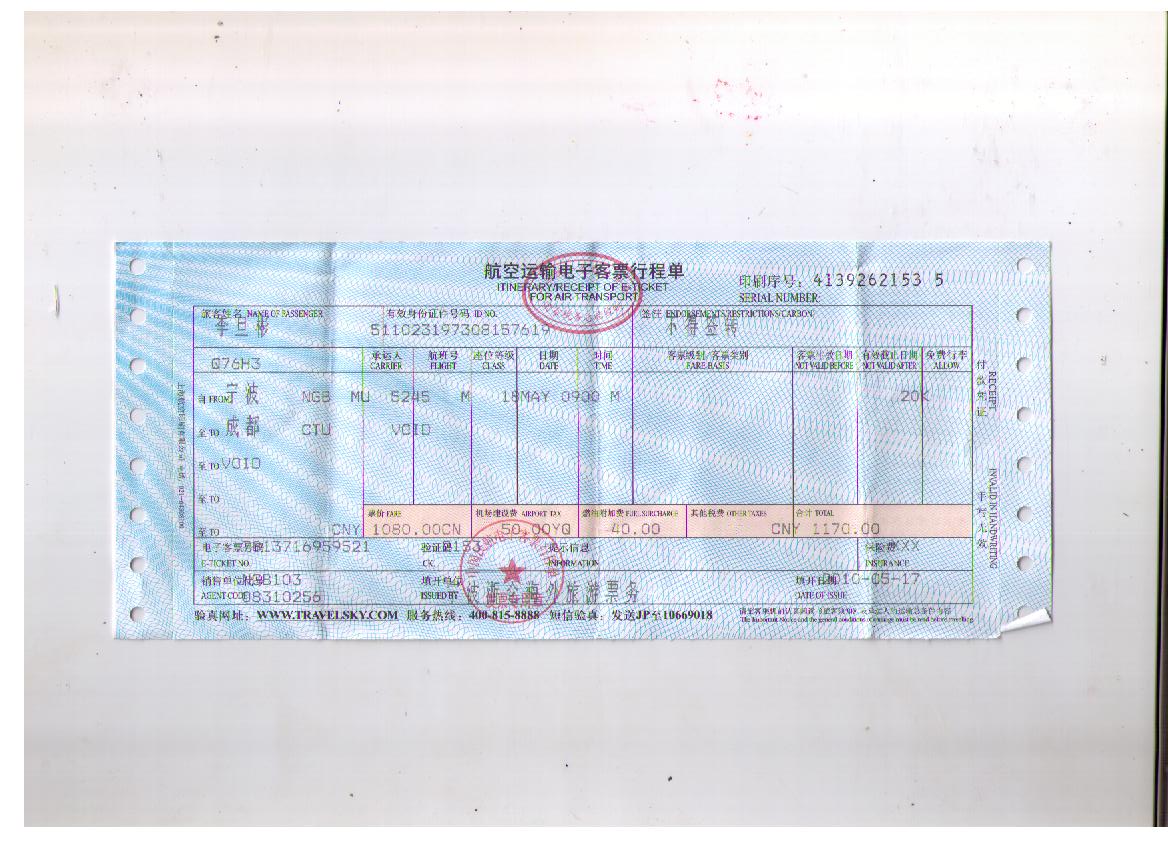 航空运输电子客票行程单
ITINERARY/RECEIPT OF E-TICKET
FOR AIR TRANSPORT
印刷序号: 4139262153 5
SERIAL NUMBER:
旅客姓名 NAME OF PASSENGER 有效身份证件号码 ID NO. 签注 ENDORSEMENTS/RESTRICTIONS/CARBON
李旦彬 511023197308157619 不得签转
承运人 航班号 座位等级 日期 时间 客票级别/客票类别 客票生效日期 有效截止日期 免费行李
CARRIER FLIGHT CLASS DATE TIME FARE BASIS NOT VALID BEFORE NOT VALID AFTER ALLOW
Q76H3
自 FROM 宁波 NGB MU 5245 M 18MAY 0900 M 20K
至 TO 成都 CTU VOID
至 TO VOID
至 TO
票价 FARE 机场建设费 AIRPORT TAX 燃油附加费 FUEL SURCHARGE 其他税费 OTHER TAXES 合计 TOTAL
至 TO CNY 1080.00CN 50.00YQ 40.00 CNY 1170.00
电子客票号码 13716959521 验证码 153 提示信息 保险费 XXX
E-TICKET NO. CK. INFORMATION INSURANCE
销售单位代号 NGB103 填开单位 旅游票务 填开日期 2010-05-17
AGENT CODE 08310256 ISSUED BY DATE OF ISSUE
验真网址: WWW.TRAVELSKY.COM 服务热线: 400-815-8888 短信验真: 发送JP至10669018
The Important Notice and the general conditions of carriage must be read before travelling
付款凭证 RECEIPT
手写无效 INVALID IN HANDWRITING